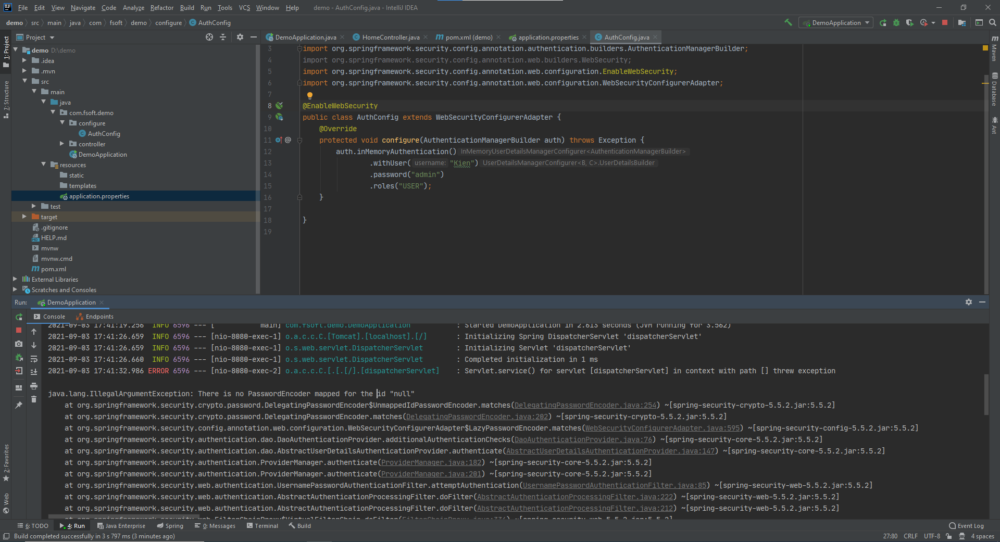 File Edit View Navigate Code Analyze Refactor Build Run Tools VCS Window Help demo - AuthConfig.java - IntelliJ IDEA
demo src main java com fsoft demo configure AuthConfig
DemoApplication
Project
DemoApplication.java HomeController.java pom.xml (demo) application.properties AuthConfig.java
1: Project
7: Structure
2: Favorites
Web
demo D:\demo
.idea
.mvn
src
main
java
com.fsoft.demo
configure
AuthConfig
controller
DemoApplication
resources
static
templates
application.properties
test
target
.gitignore
HELP.md
mvnw
mvnw.cmd
pom.xml
External Libraries
Scratches and Consoles
3 import org.springframework.security.config.annotation.authentication.builders.AuthenticationManagerBuilder;
4 import org.springframework.security.config.annotation.web.builders.WebSecurity;
5 import org.springframework.security.config.annotation.web.configuration.EnableWebSecurity;
6 import org.springframework.security.config.annotation.web.configuration.WebSecurityConfigurerAdapter;
7
8 @EnableWebSecurity
9 public class AuthConfig extends WebSecurityConfigurerAdapter {
10 @Override
11 @ protected void configure(AuthenticationManagerBuilder auth) throws Exception {
12 auth.inMemoryAuthentication() InMemoryUserDetailsManagerConfigurer<AuthenticationManagerBuilder>
13 .withUser( username: "Kien") UserDetailsManagerConfigurer<B, C>.UserDetailsBuilder
14 .password("admin")
15 .roles("USER");
16 }
17
18 }
19
Maven
Database
Ant
Run: DemoApplication
Console Endpoints
2021-09-03 17:41:19.256 INFO 6596 --- [ main] com.fsoft.demo.DemoApplication : Started DemoApplication in 2.613 seconds (JVM running for 3.562)
2021-09-03 17:41:26.659 INFO 6596 --- [nio-8080-exec-1] o.a.c.c.C.[Tomcat].[localhost].[/] : Initializing Spring DispatcherServlet 'dispatcherServlet'
2021-09-03 17:41:26.659 INFO 6596 --- [nio-8080-exec-1] o.s.web.servlet.DispatcherServlet : Initializing Servlet 'dispatcherServlet'
2021-09-03 17:41:26.660 INFO 6596 --- [nio-8080-exec-1] o.s.web.servlet.DispatcherServlet : Completed initialization in 1 ms
2021-09-03 17:41:32.986 ERROR 6596 --- [nio-8080-exec-2] o.a.c.c.C.[.[.[/].[dispatcherServlet] : Servlet.service() for servlet [dispatcherServlet] in context with path [] threw exception
java.lang.IllegalArgumentException: There is no PasswordEncoder mapped for the id "null"
at org.springframework.security.crypto.password.DelegatingPasswordEncoder$UnmappedIdPasswordEncoder.matches(DelegatingPasswordEncoder.java:254) ~[spring-security-crypto-5.5.2.jar:5.5.2]
at org.springframework.security.crypto.password.DelegatingPasswordEncoder.matches(DelegatingPasswordEncoder.java:202) ~[spring-security-crypto-5.5.2.jar:5.5.2]
at org.springframework.security.config.annotation.web.configuration.WebSecurityConfigurerAdapter$LazyPasswordEncoder.matches(WebSecurityConfigurerAdapter.java:595) ~[spring-security-config-5.5.2.jar:5.5.2]
at org.springframework.security.authentication.dao.DaoAuthenticationProvider.additionalAuthenticationChecks(DaoAuthenticationProvider.java:76) ~[spring-security-core-5.5.2.jar:5.5.2]
at org.springframework.security.authentication.dao.AbstractUserDetailsAuthenticationProvider.authenticate(AbstractUserDetailsAuthenticationProvider.java:147) ~[spring-security-core-5.5.2.jar:5.5.2]
at org.springframework.security.authentication.ProviderManager.authenticate(ProviderManager.java:182) ~[spring-security-core-5.5.2.jar:5.5.2]
at org.springframework.security.authentication.ProviderManager.authenticate(ProviderManager.java:201) ~[spring-security-core-5.5.2.jar:5.5.2]
at org.springframework.security.web.authentication.UsernamePasswordAuthenticationFilter.attemptAuthentication(UsernamePasswordAuthenticationFilter.java:85) ~[spring-security-web-5.5.2.jar:5.5.2]
at org.springframework.security.web.authentication.AbstractAuthenticationProcessingFilter.doFilter(AbstractAuthenticationProcessingFilter.java:222) ~[spring-security-web-5.5.2.jar:5.5.2]
at org.springframework.security.web.authentication.AbstractAuthenticationProcessingFilter.doFilter(AbstractAuthenticationProcessingFilter.java:212) ~[spring-security-web-5.5.2.jar:5.5.2]
6: TODO 4: Run Java Enterprise Spring 0: Messages Terminal Build Event Log
Build completed successfully in 3 s 797 ms (3 minutes ago) 27:80 CRLF UTF-8 4 spaces